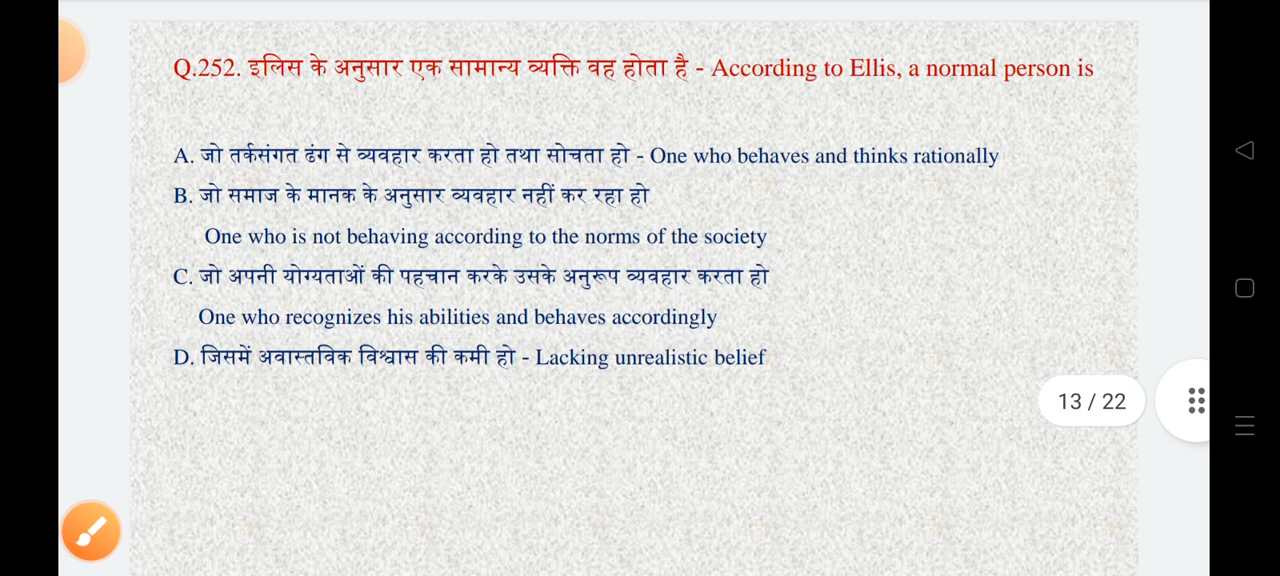 Q.252. इलिस के अनुसार एक सामान्य व्यक्ति वह होता है - According to Ellis, a normal person is
A. जो तर्कसंगत ढंग से व्यवहार करता हो तथा सोचता हो - One who behaves and thinks rationally
B. जो समाज के मानक के अनुसार व्यवहार नहीं कर रहा हो
One who is not behaving according to the norms of the society
C. जो अपनी योग्यताओं की पहचान करके उसके अनुरूप व्यवहार करता हो
One who recognizes his abilities and behaves accordingly
D. जिसमें अवास्तविक विश्वास की कमी हो - Lacking unrealistic belief
13 / 22